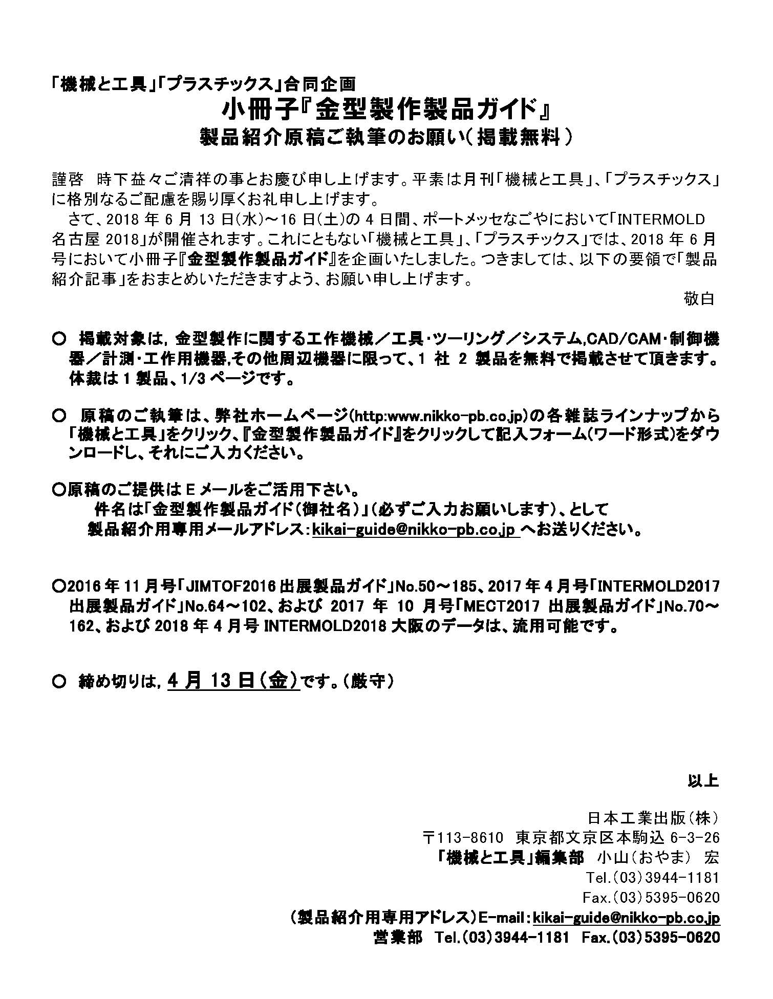 「機械と工具」「プラスチックス」合同企画
小冊子『金型製作製品ガイド』
製品紹介原稿ご執筆のお願い（掲載無料）
謹啓　時下益々ご清祥の事とお慶び申し上げます。平素は月刊「機械と工具」、「プラスチックス」
に格別なるご配慮を賜り厚くお礼申し上げます。
さて、2018 年 6 月 13 日(水)～16 日(土)の 4 日間、ポートメッセなごやにおいて「INTERMOLD
名古屋 2018」が開催されます。これにともない「機械と工具」、「プラスチックス」では、2018 年 6 月
号において小冊子『金型製作製品ガイド』を企画いたしました。つきましては、以下の要領で「製品
紹介記事」をおまとめいただきますよう、お願い申し上げます。
敬白
○　掲載対象は, 金型製作に関する工作機械／工具・ツーリング／システム,CAD/CAM・制御機
器／計測・工作用機器,その他周辺機器に限って、1 社 2 製品を無料で掲載させて頂きます。
体裁は 1 製品、1/3 ページです。
○　原稿のご執筆は、弊社ホームページ(http:www.nikko-pb.co.jp)の各雑誌ラインナップから
「機械と工具」をクリック、『金型製作製品ガイド』をクリックして記入フォーム(ワード形式)をダウ
ンロードし、それにご入力ください。
○原稿のご提供は E メールをご活用下さい。
件名は「金型製作製品ガイド（御社名）」（必ずご入力お願いします）、として
製品紹介用専用メールアドレス：kikai-guide@nikko-pb.co.jp へお送りください。
○2016 年 11 月号「JIMTOF2016 出展製品ガイド」No.50～185、2017 年 4 月号「INTERMOLD2017
出展製品ガイド」No.64～102、および 2017 年 10 月号「MECT2017 出展製品ガイド」No.70～
162、および 2018 年 4 月号 INTERMOLD2018 大阪のデータは、流用可能です。
○　締め切りは, 4 月 13 日（金）です。（厳守）
以上
日本工業出版（株）
〒113-8610　東京都文京区本駒込 6-3-26
「機械と工具」編集部　小山（おやま）　宏
Tel.（03）3944-1181
Fax.（03）5395-0620
（製品紹介用専用アドレス）E-mail：kikai-guide@nikko-pb.co.jp
営業部　Tel.（03）3944-1181　Fax.（03）5395-0620